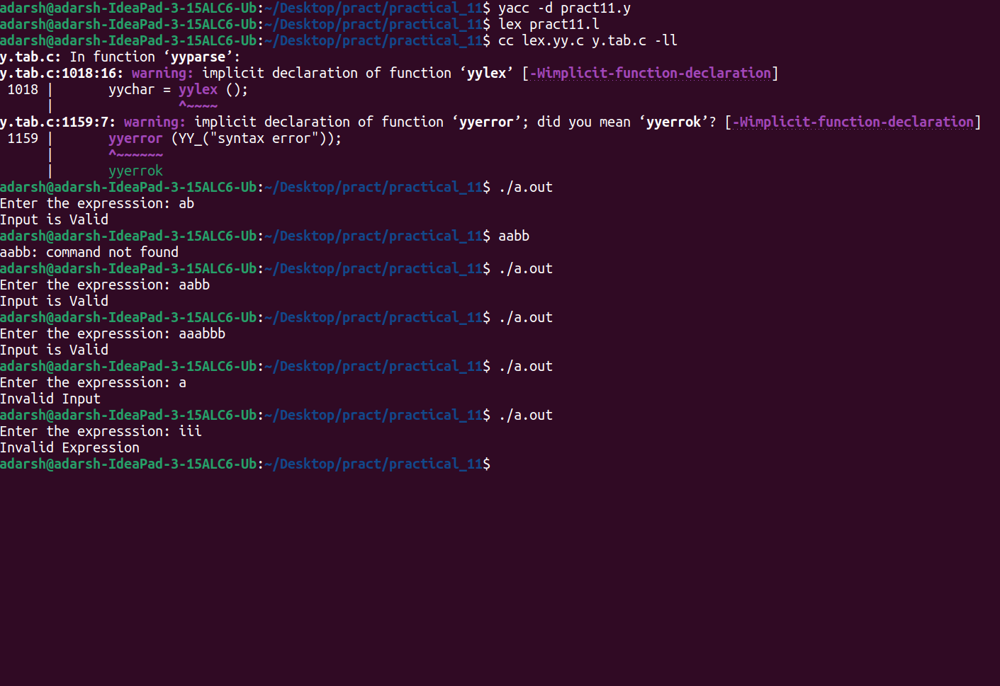 adarsh@adarsh-IdeaPad-3-15ALC6-Ub:~/Desktop/pract/practical_11$ yacc -d pract11.y
adarsh@adarsh-IdeaPad-3-15ALC6-Ub:~/Desktop/pract/practical_11$ lex pract11.l
adarsh@adarsh-IdeaPad-3-15ALC6-Ub:~/Desktop/pract/practical_11$ cc lex.yy.c y.tab.c -ll
y.tab.c: In function ‘yyparse’:
y.tab.c:1018:16: warning: implicit declaration of function ‘yylex’ [-Wimplicit-function-declaration]
 1018 |       yychar = yylex ();
      |                ^~~~~
y.tab.c:1159:7: warning: implicit declaration of function ‘yyerror’; did you mean ‘yyerrok’? [-Wimplicit-function-declaration]
 1159 |       yyerror (YY_("syntax error"));
      |       ^~~~~~~
      |       yyerrok
adarsh@adarsh-IdeaPad-3-15ALC6-Ub:~/Desktop/pract/practical_11$ ./a.out
Enter the expresssion: ab
Input is Valid
adarsh@adarsh-IdeaPad-3-15ALC6-Ub:~/Desktop/pract/practical_11$ aabb
aabb: command not found
adarsh@adarsh-IdeaPad-3-15ALC6-Ub:~/Desktop/pract/practical_11$ ./a.out
Enter the expresssion: aabb
Input is Valid
adarsh@adarsh-IdeaPad-3-15ALC6-Ub:~/Desktop/pract/practical_11$ ./a.out
Enter the expresssion: aaabbb
Input is Valid
adarsh@adarsh-IdeaPad-3-15ALC6-Ub:~/Desktop/pract/practical_11$ ./a.out
Enter the expresssion: a
Invalid Input
adarsh@adarsh-IdeaPad-3-15ALC6-Ub:~/Desktop/pract/practical_11$ ./a.out
Enter the expresssion: iii
Invalid Expression
adarsh@adarsh-IdeaPad-3-15ALC6-Ub:~/Desktop/pract/practical_11$